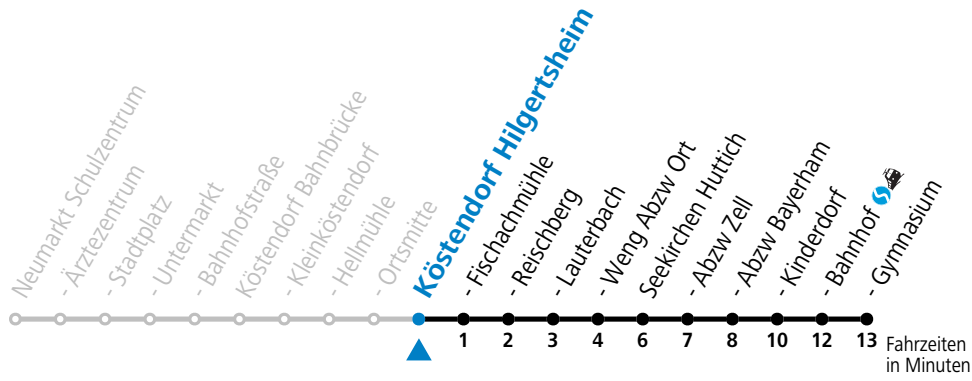 Neumarkt Schulzentrum
- Ärztezentrum
- Stadtplatz
- Untermarkt
- Bahnhofstraße
Köstendorf Bahnbrücke
- Kleinköstendorf
- Hellmühle
- Ortsmitte
Köstendorf Hilgertsheim
- Fischachmühle
- Reischberg
- Lauterbach
- Weng Abzw Ort
Seekirchen Huttich
- Abzw Zell
- Abzw Bayerham
- Kinderdorf
- Bahnhof
- Gymnasium
1 2 3 4 6 7 8 10 12 13
Fahrzeiten
in Minuten